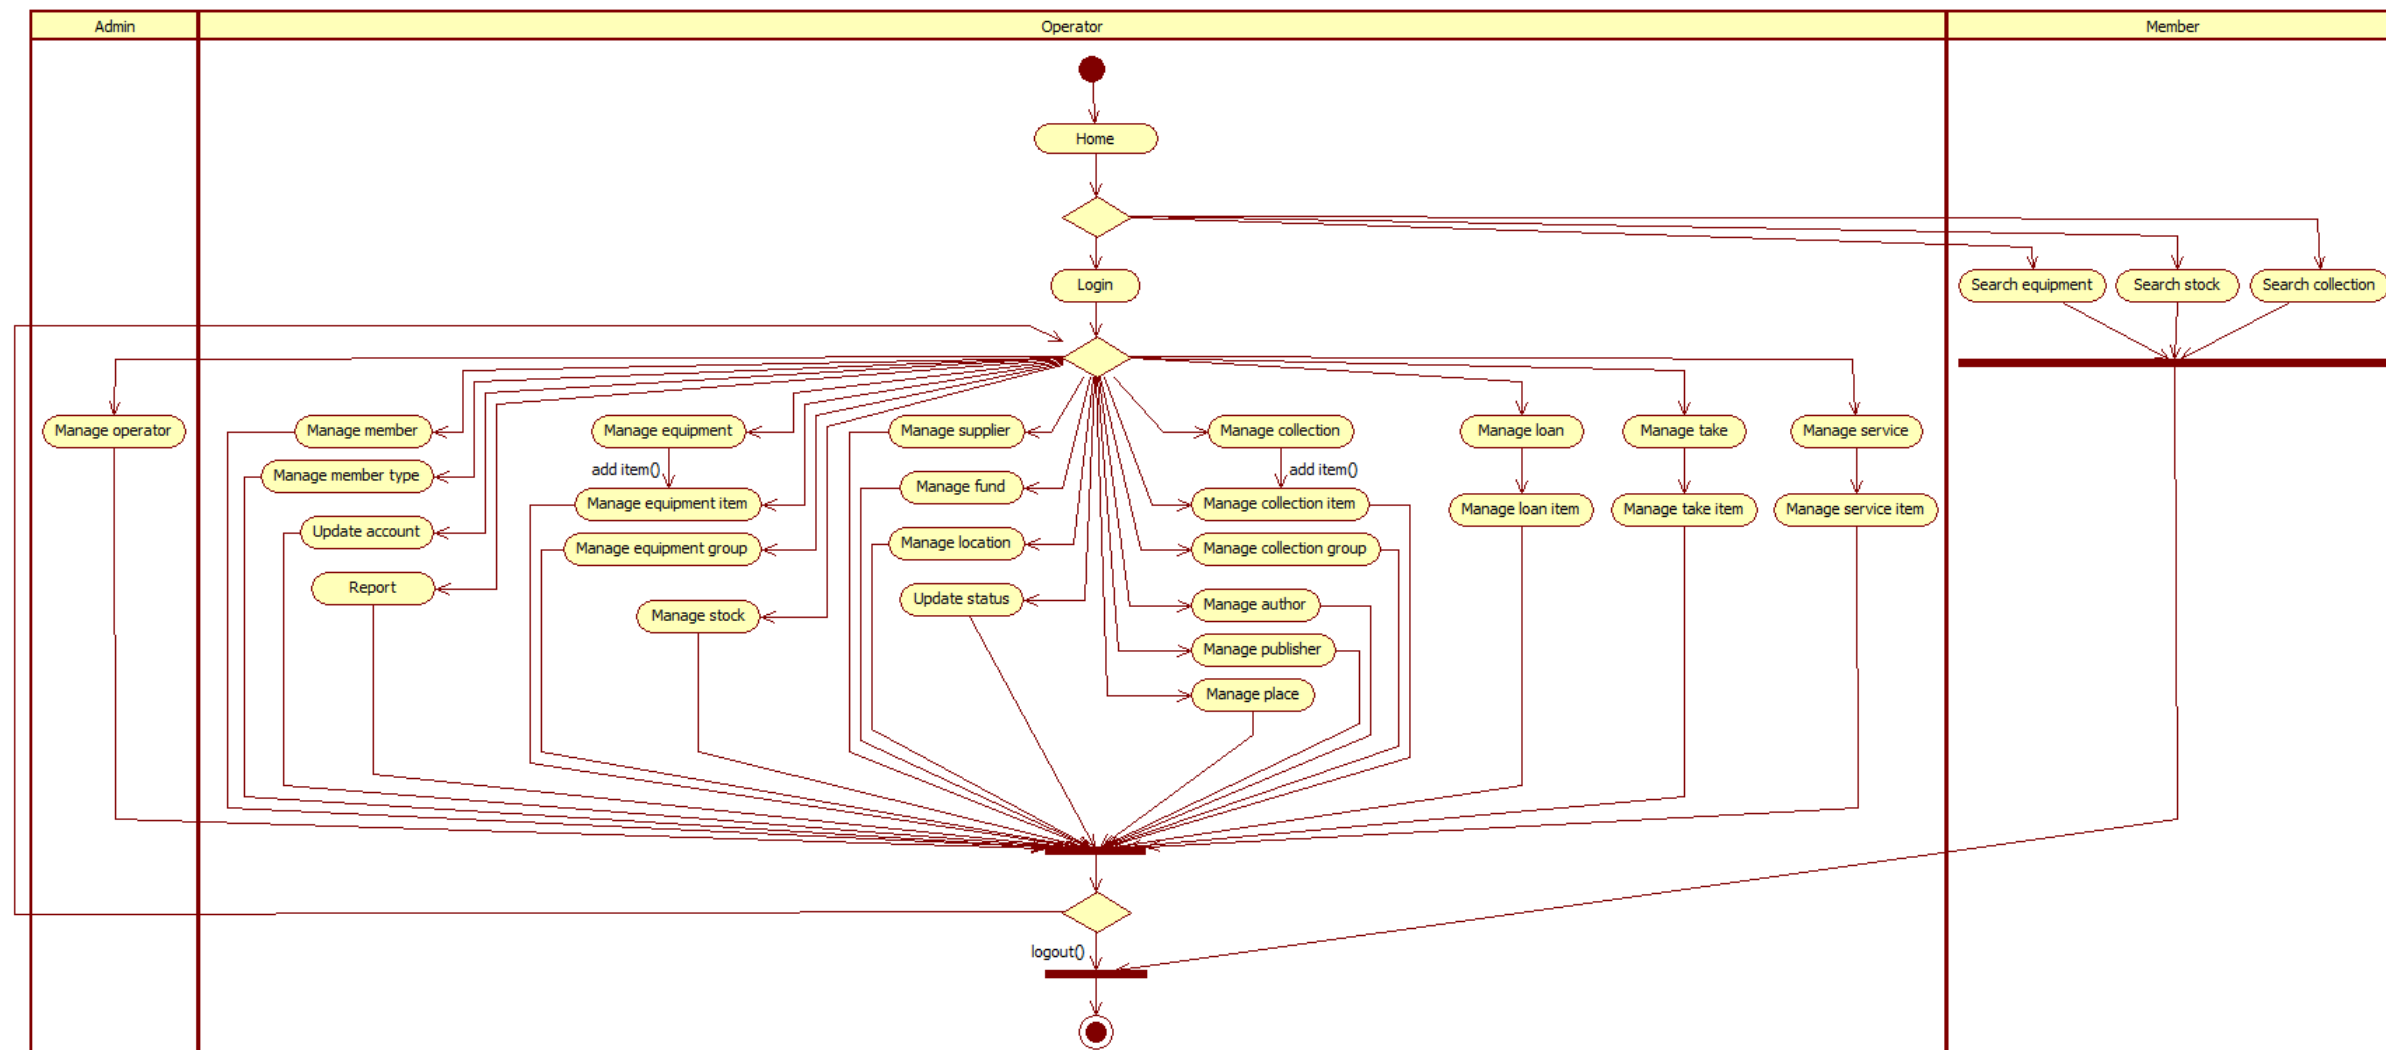 Admin
Operator
Member
Home
Login
Search equipment
Search stock
Search collection
Manage operator
Manage member
Manage equipment
Manage supplier
Manage collection
Manage loan
Manage take
Manage service
add item()
add item()
Manage member type
Manage fund
Manage equipment item
Manage collection item
Manage loan item
Manage take item
Manage service item
Update account
Manage location
Manage equipment group
Manage collection group
Report
Update status
Manage author
Manage stock
Manage publisher
Manage place
logout()